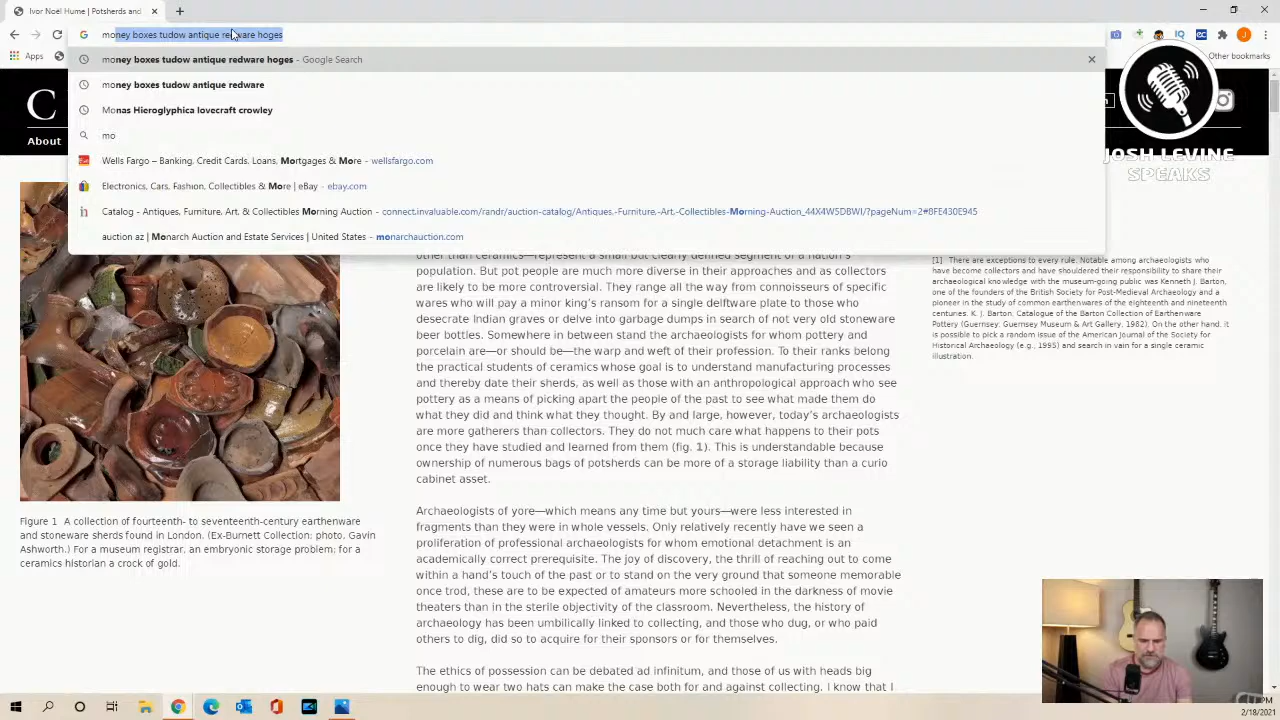 Ivor Noël Hume | Potsherds and
money boxes tudow antique redware hoges
Apps
Other bookmarks
money boxes tudow antique redware hoges - Google Search
money boxes tudow antique redware
Monas Hieroglyphica lovecraft crowley
mo
Wells Fargo – Banking, Credit Cards, Loans, Mortgages & More - wellsfargo.com
Electronics, Cars, Fashion, Collectibles & More | eBay - ebay.com
Catalog - Antiques, Furniture, Art, & Collectibles Morning Auction - connect.invaluable.com/randr/auction-catalog/Antiques,-Furniture,-Art,-Collectibles-Morning-Auction_44X4W5DBWI/?pageNum=2#8FE430E945
auction az | Monarch Auction and Estate Services | United States - monarchauction.com
C
About
JOSH LEVINE
SPEAKS
other than ceramics—represent a small but clearly defined segment of a nation's
population. But pot people are much more diverse in their approaches and as collectors
are likely to be more controversial. They range all the way from connoisseurs of specific
wares who will pay a minor king's ransom for a single delftware plate to those who
desecrate Indian graves or delve into garbage dumps in search of not very old stoneware
beer bottles. Somewhere in between stand the archaeologists for whom pottery and
porcelain are—or should be—the warp and weft of their profession. To their ranks belong
the practical students of ceramics whose goal is to understand manufacturing processes
and thereby date their sherds, as well as those with an anthropological approach who see
pottery as a means of picking apart the people of the past to see what made them do
what they did and think what they thought. By and large, however, today's archaeologists
are more gatherers than collectors. They do not much care what happens to their pots
once they have studied and learned from them (fig. 1). This is understandable because
ownership of numerous bags of potsherds can be more of a storage liability than a curio
cabinet asset.
Archaeologists of yore—which means any time but yours—were less interested in
fragments than they were in whole vessels. Only relatively recently have we seen a
proliferation of professional archaeologists for whom emotional detachment is an
academically correct prerequisite. The joy of discovery, the thrill of reaching out to come
within a hand's touch of the past or to stand on the very ground that someone memorable
once trod, these are to be expected of amateurs more schooled in the darkness of movie
theaters than in the sterile objectivity of the classroom. Nevertheless, the history of
archaeology has been umbilically linked to collecting, and those who dug, or who paid
others to dig, did so to acquire for their sponsors or for themselves.
The ethics of possession can be debated ad infinitum, and those of us with heads big
enough to wear two hats can make the case both for and against collecting. I know that I
[1] There are exceptions to every rule. Notable among archaeologists who
have become collectors and have shouldered their responsibility to share their
archaeological knowledge with the museum-going public was Kenneth J. Barton,
one of the founders of the British Society for Post-Medieval Archaeology and a
pioneer in the study of common earthenwares of the eighteenth and nineteenth
centuries. K. J. Barton, Catalogue of the Barton Collection of Earthenware
Pottery (Guernsey: Guernsey Museum & Art Gallery, 1982). On the other hand, it
is possible to pick a random issue of the American Journal of the Society for
Historical Archaeology (e.g., 1995) and search in vain for a single ceramic
illustration.
Figure 1 A collection of fourteenth- to seventeenth-century earthenware
and stoneware sherds found in London. (Ex-Burnett Collection: photo, Gavin
Ashworth.) For a museum registrar, an embryonic storage problem; for a
ceramics historian a crock of gold.
PM
2/18/2021